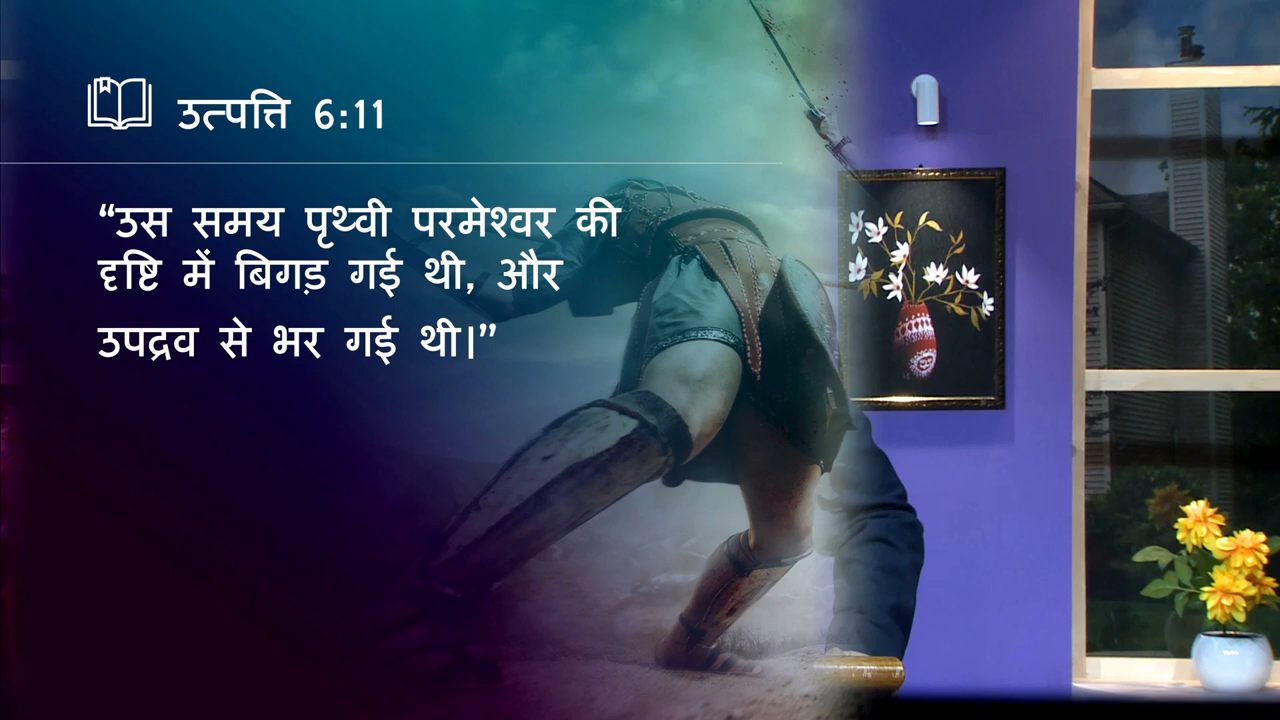 उत्पत्ति 6:11
“उस समय पृथ्वी परमेश्वर की
दृष्टि में बिगड़ गई थी, और
उपद्रव से भर गई थी।”